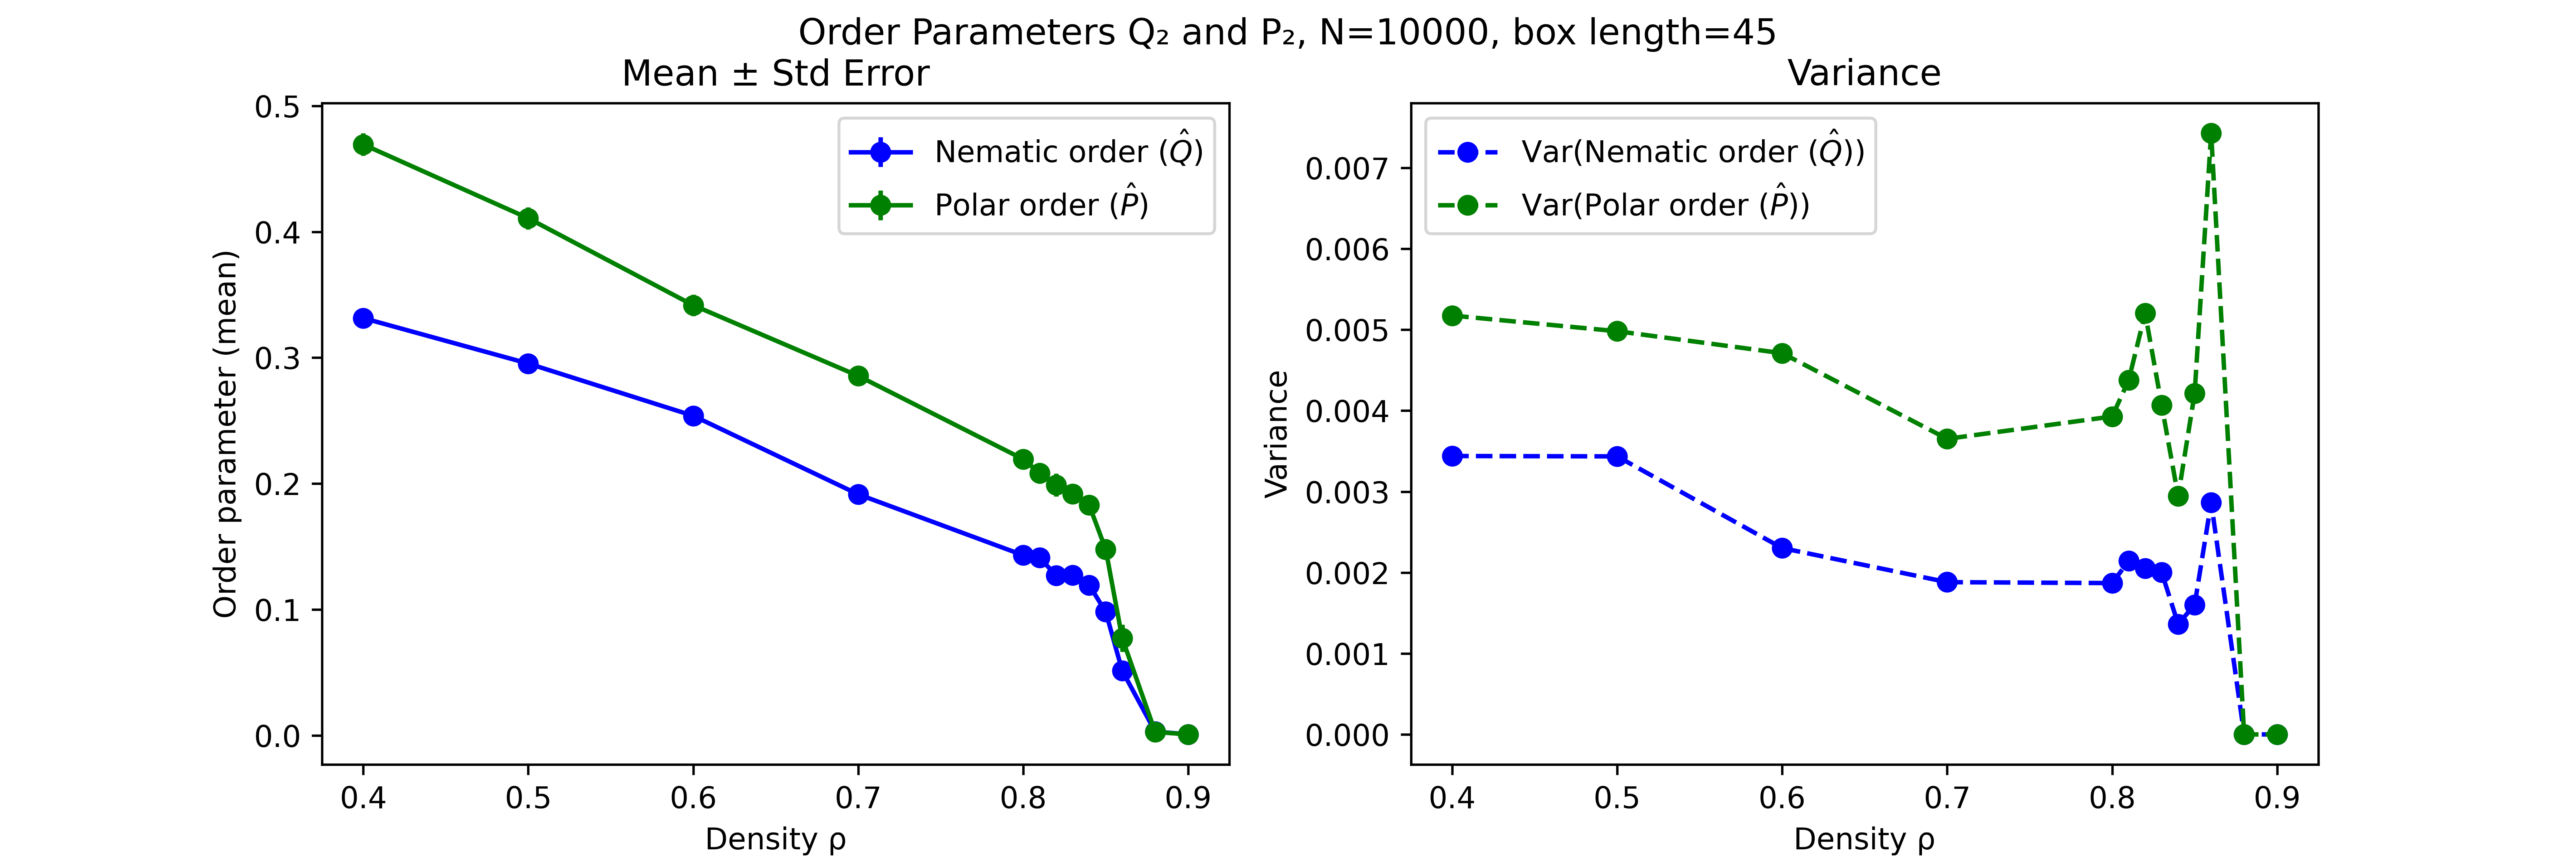 Order Parameters Q₂ and P₂, N=10000, box length=45
Mean ± Std Error
0.5
0.4
0.3
0.2
0.1
0.0
Order parameter (mean)
Nematic order (Q̂)
Polar order (P̂)
0.4 0.5 0.6 0.7 0.8 0.9
Density ρ
Variance
0.007
0.006
0.005
0.004
0.003
0.002
0.001
0.000
Variance
Var(Nematic order (Q̂))
Var(Polar order (P̂))
0.4 0.5 0.6 0.7 0.8 0.9
Density ρ